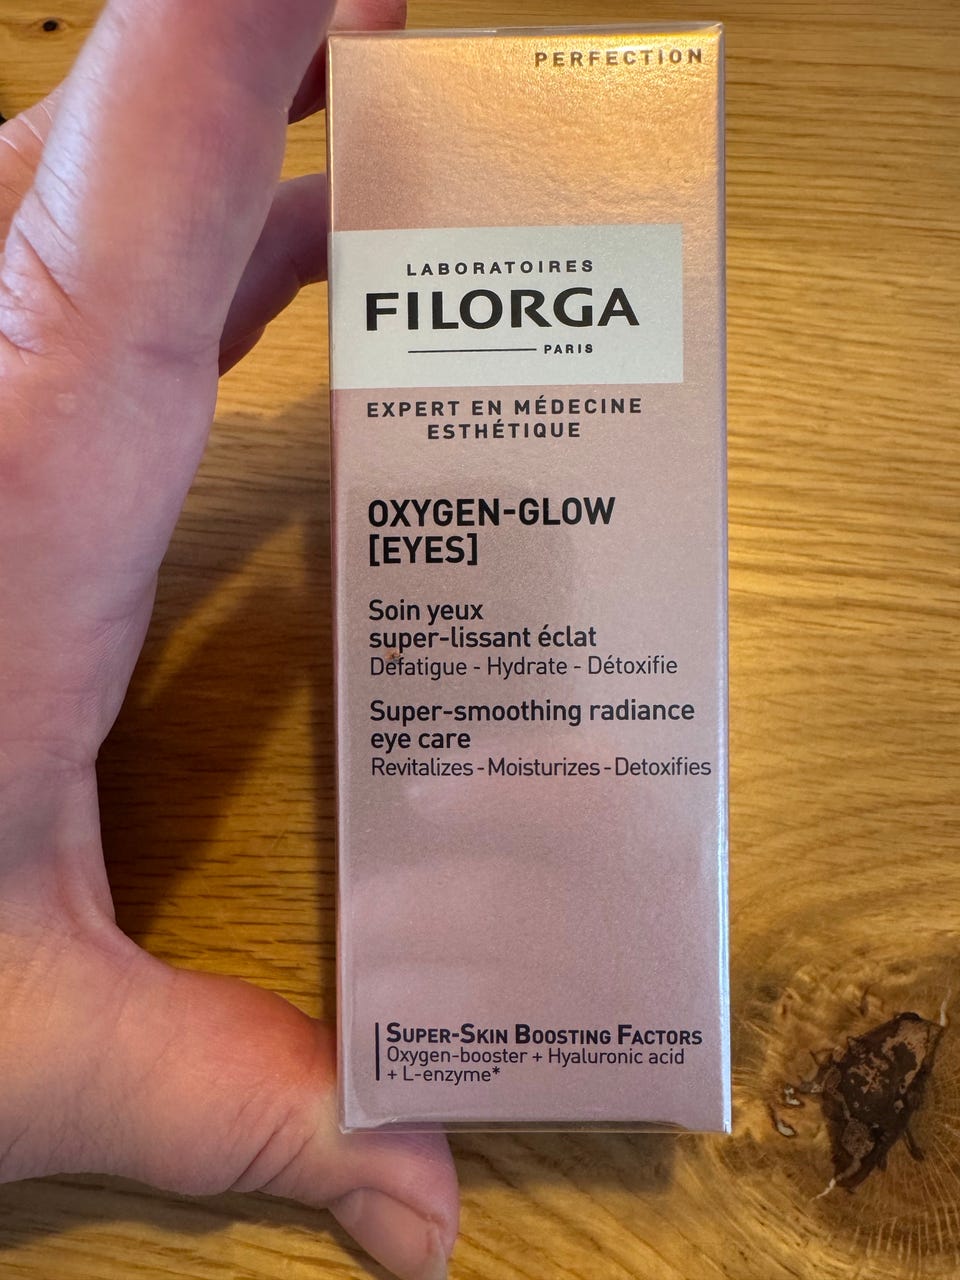 PERFECTION
LABORATOIRES
FILORGA
PARIS
EXPERT EN MÉDECINE
ESTHÉTIQUE
OXYGEN-GLOW
[EYES]
Soin yeux
super-lissant éclat
Défatigue - Hydrate - Détoxifie
Super-smoothing radiance
eye care
Revitalizes - Moisturizes - Detoxifies
SUPER-SKIN BOOSTING FACTORS
Oxygen-booster + Hyaluronic acid
+ L-enzyme*